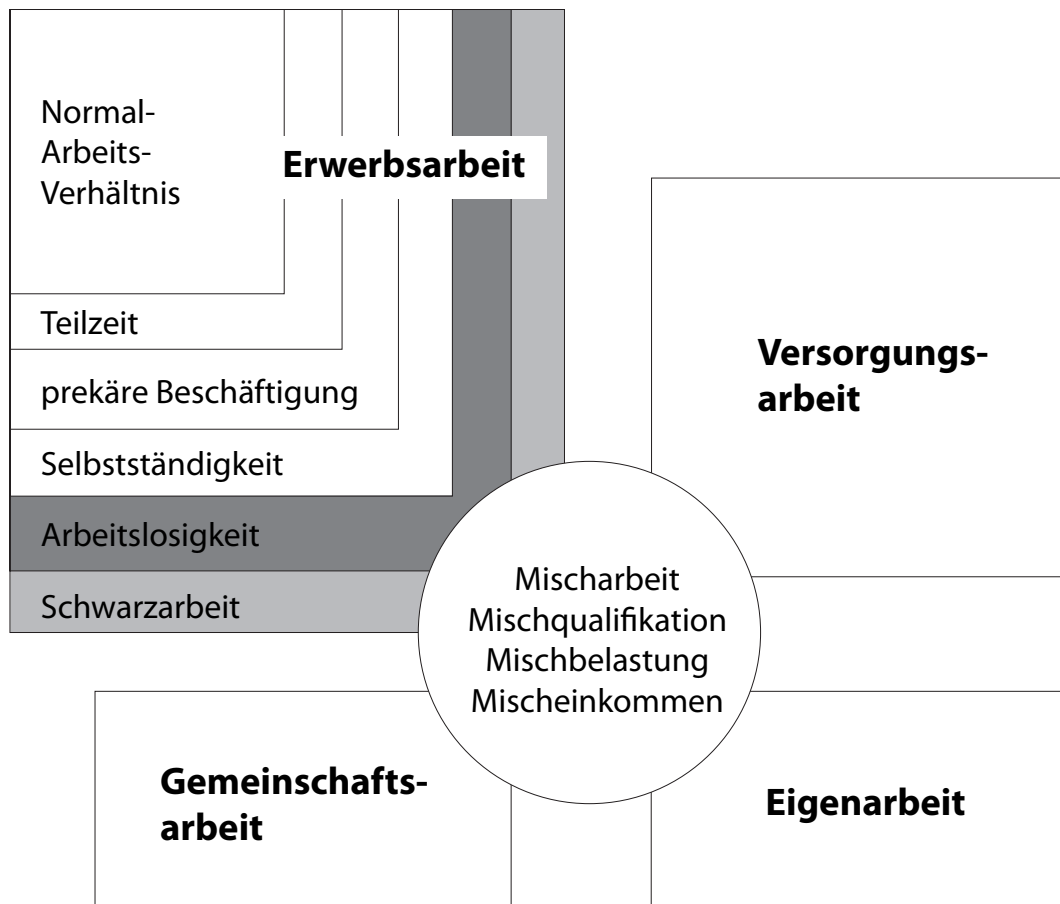 Normal-
Arbeits-
Verhältnis
Erwerbsarbeit
Teilzeit
prekäre Beschäftigung
Selbstständigkeit
Arbeitslosigkeit
Schwarzarbeit
Versorgungs-
arbeit
Mischarbeit
Mischqualifikation
Mischbelastung
Mischeinkommen
Gemeinschafts-
arbeit
Eigenarbeit